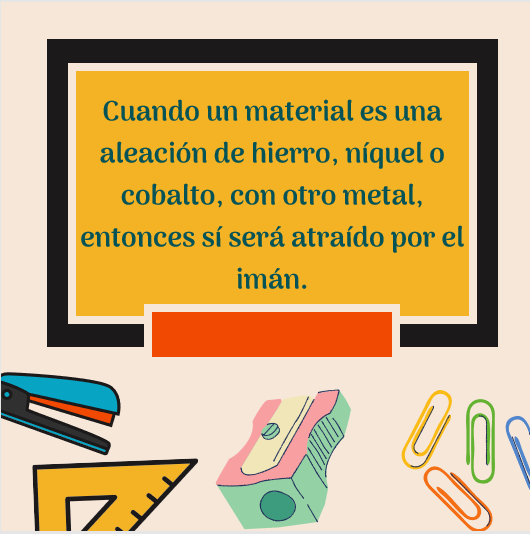 Cuando un material es una
aleación de hierro, níquel o
cobalto, con otro metal,
entonces sí será atraído por el
imán.